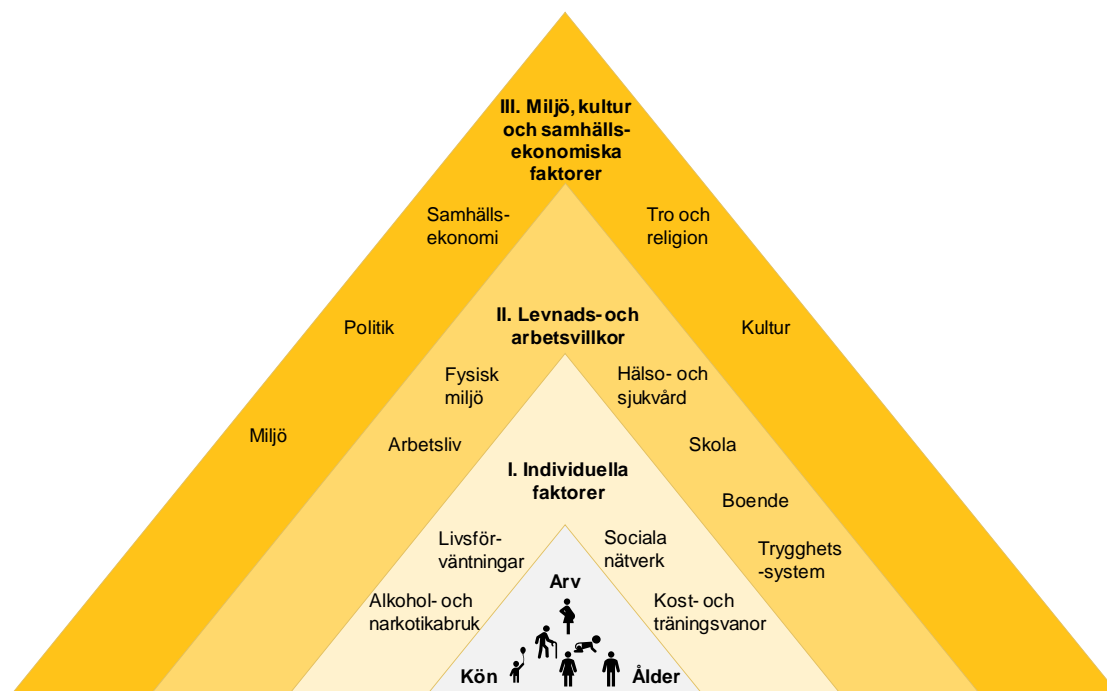 III. Miljö, kultur
och samhälls-
ekonomiska
faktorer
Samhälls-
ekonomi
Tro och
religion
Politik
Kultur
Miljö
II. Levnads- och
arbetsvillkor
Fysisk
miljö
Hälso- och
sjukvård
Arbetsliv
Skola
Boende
Trygghets
-system
I. Individuella
faktorer
Livsför-
väntningar
Sociala
nätverk
Alkohol- och
narkotikabruk
Kost- och
träningsvanor
Arv
Kön
Ålder